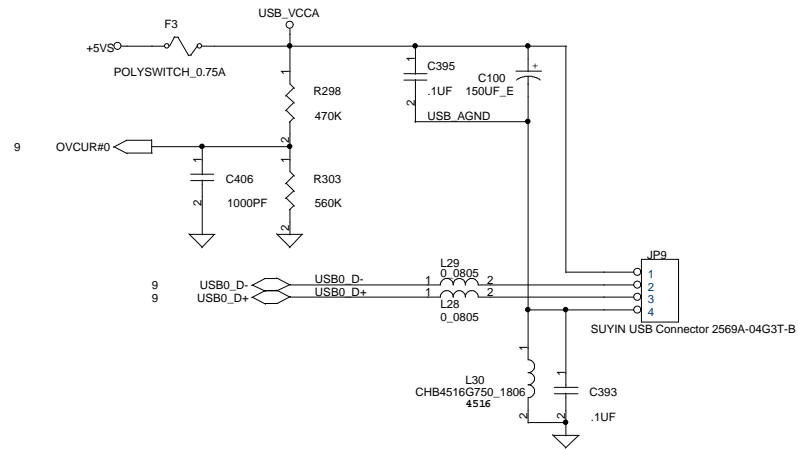 USB_VCCA
F3
+5VS
POLYSWITCH_0.75A
1
R298
470K
2
1
C395
.1UF
2
+
C100
150UF_E
USB_AGND
9 OVCUR#0
1
C406
1000PF
2
1
R303
560K
2
9 USB0_D- USB0_D-
9 USB0_D+ USB0_D+
L29
0_0805
1 2
1 2
L28
0_0805
JP9
1
2
3
4
SUYIN USB Connector 2569A-04G3T-B
1
L30
CHB4516G750_1806
4516
2
1
C393
.1UF
2